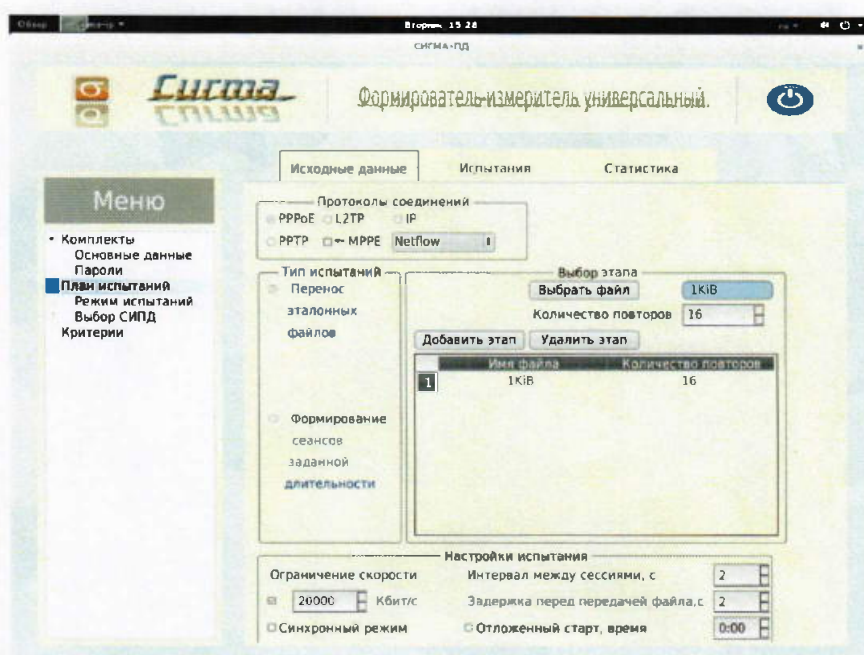 Обзор
Вторник, 15:28
СИГМА-ПД
Сигма
Формирователь-измеритель универсальный.
Исходные данные Испытания Статистика
Меню
Комплекты
Основные данные
Пароли
План испытаний
Режим испытаний
Выбор СИПД
Критерии
Протоколы соединений
PPPoE L2TP IP
PPTP MPPE Netflow
Тип испытаний
Перенос
эталонных
файлов
Формирование
сеансов
заданной
длительности
Выбор этапа
Выбрать файл 1KiB
Количество повторов 16
Добавить этап Удалить этап
Имя файла Количество повторов
1 1KiB 16
Настройки испытания
Ограничение скорости Интервал между сессиями, с 2
20000 Кбит/с Задержка перед передачей файла,с 2
Синхронный режим Отложенный старт, время 0:00